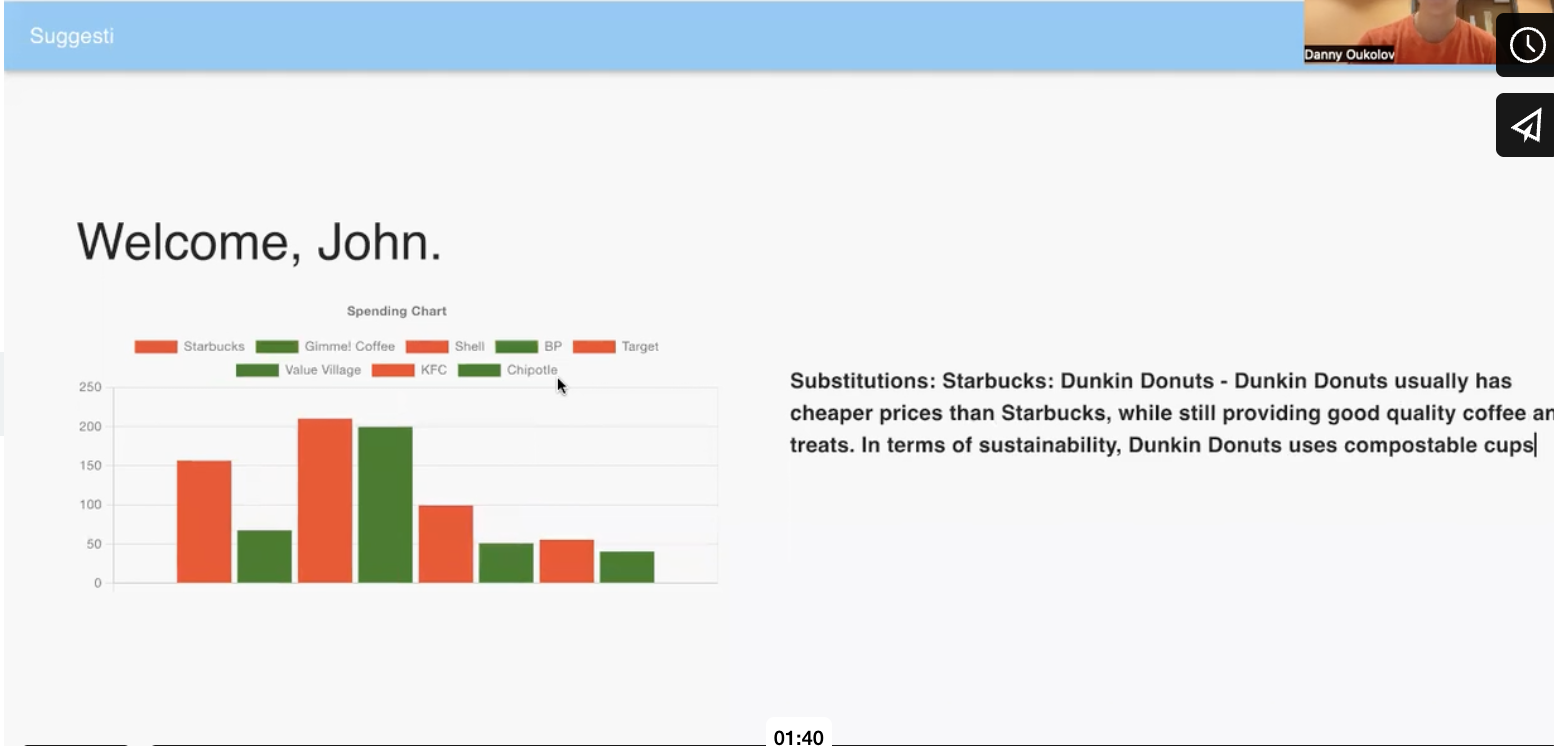 Suggesti
Danny Oukolov
Welcome, John.
Spending Chart
Starbucks Gimme! Coffee Shell BP Target
Value Village KFC Chipotle
250
200
150
100
50
0
Substitutions: Starbucks: Dunkin Donuts - Dunkin Donuts usually has
cheaper prices than Starbucks, while still providing good quality coffee an
treats. In terms of sustainability, Dunkin Donuts uses compostable cups
01:40